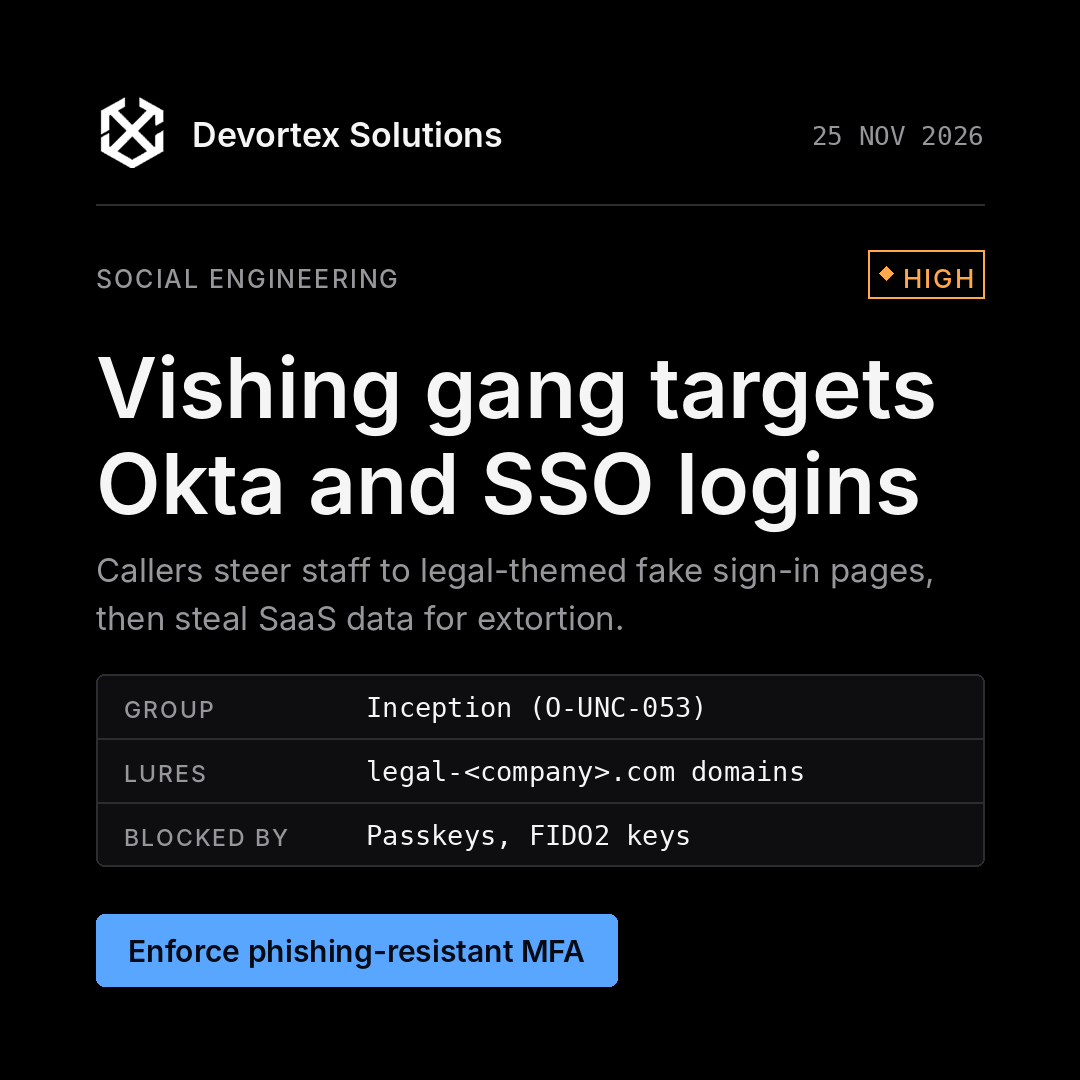 Devortex Solutions
25 NOV 2026
SOCIAL ENGINEERING
HIGH
Vishing gang targets
Okta and SSO logins
Callers steer staff to legal-themed fake sign-in pages,
then steal SaaS data for extortion.
GROUP Inception (O-UNC-053)
LURES legal-<company>.com domains
BLOCKED BY Passkeys, FIDO2 keys
Enforce phishing-resistant MFA